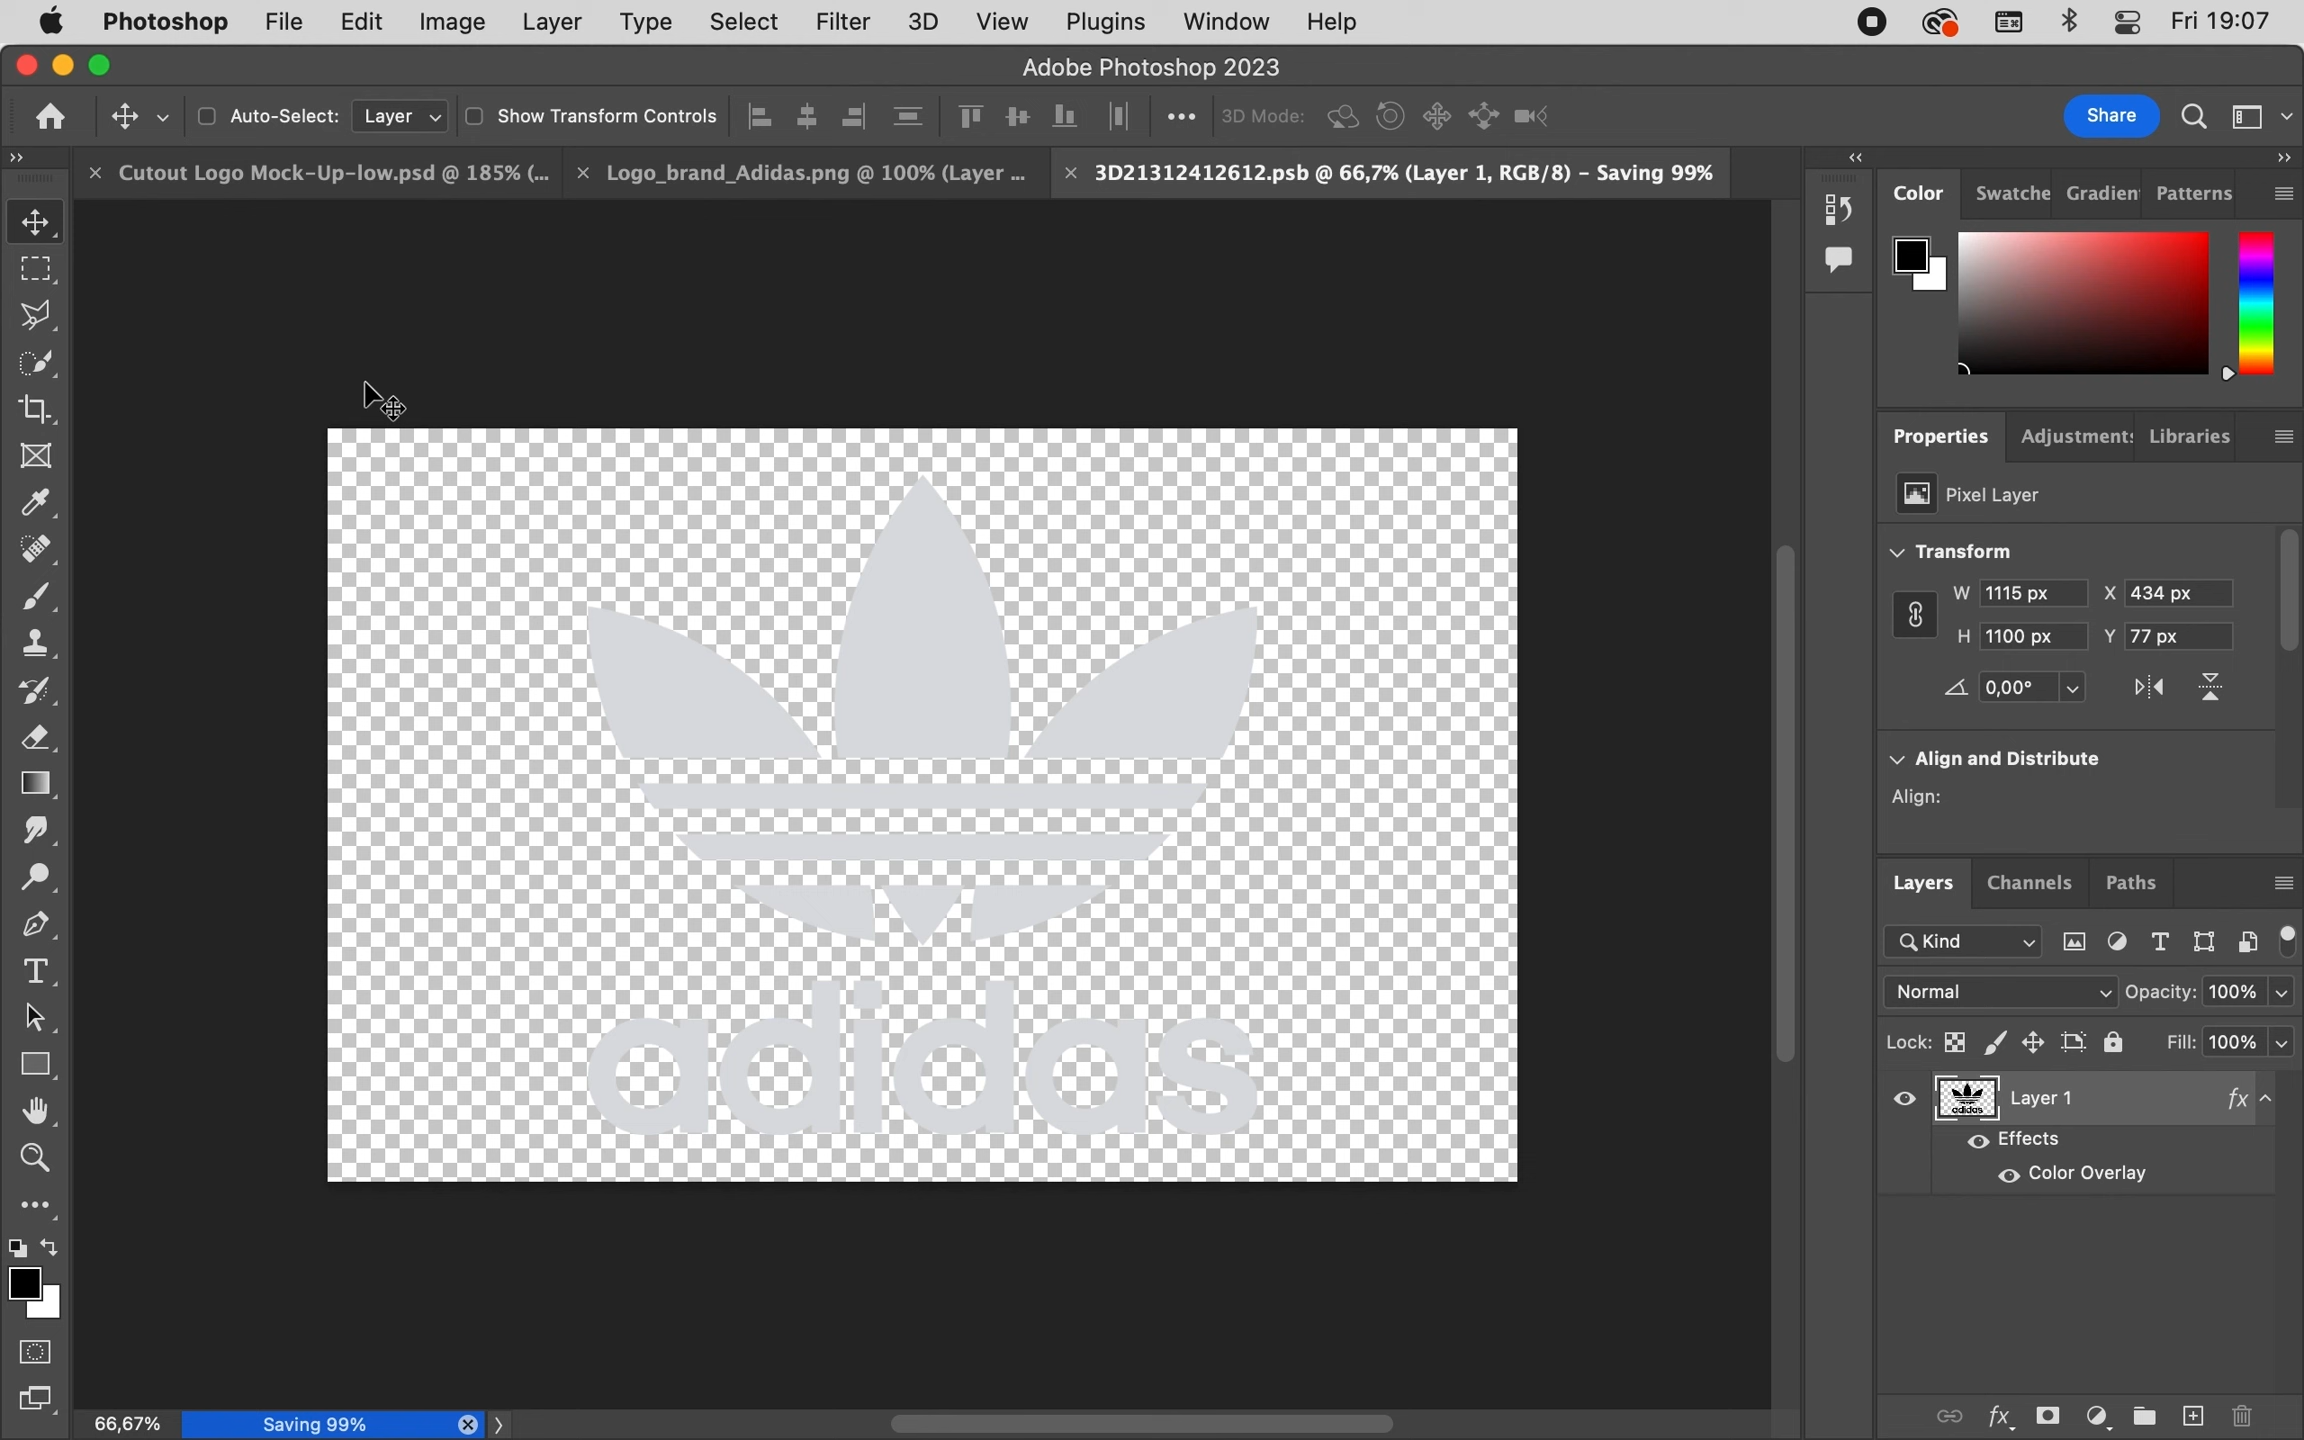 Photoshop File Edit Image Layer Type Select Filter 3D View Plugins Window Help Fri 19:07
Adobe Photoshop 2023
Auto-Select: Layer Show Transform Controls 3D Mode: Share
Cutout Logo Mock-Up-low.psd @ 185% (... Logo_brand_Adidas.png @ 100% (Layer ... 3D21312412612.psb @ 66,7% (Layer 1, RGB/8) - Saving 99%
Color Swatche Gradien Patterns
Properties Adjustment Libraries
Pixel Layer
Transform
W 1115 px X 434 px
H 1100 px Y 77 px
0,00°
Align and Distribute
Align:
Layers Channels Paths
Kind
Normal Opacity: 100%
Lock: Fill: 100%
Layer 1 fx
Effects
Color Overlay
adidas
adidas
T
66,67% Saving 99%
fx